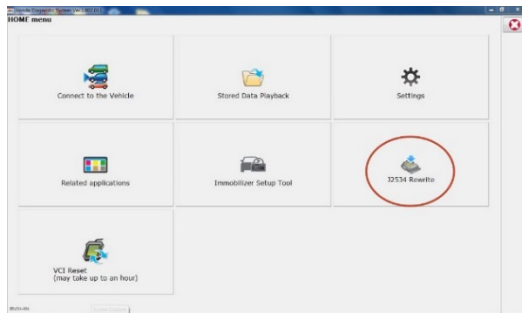 HOME menu
Connect to the Vehicle
Stored Data Playback
Settings
Related applications
Immobilizer Setup Tool
J2534 Rewrite
VCI Reset
(may take up to an hour)